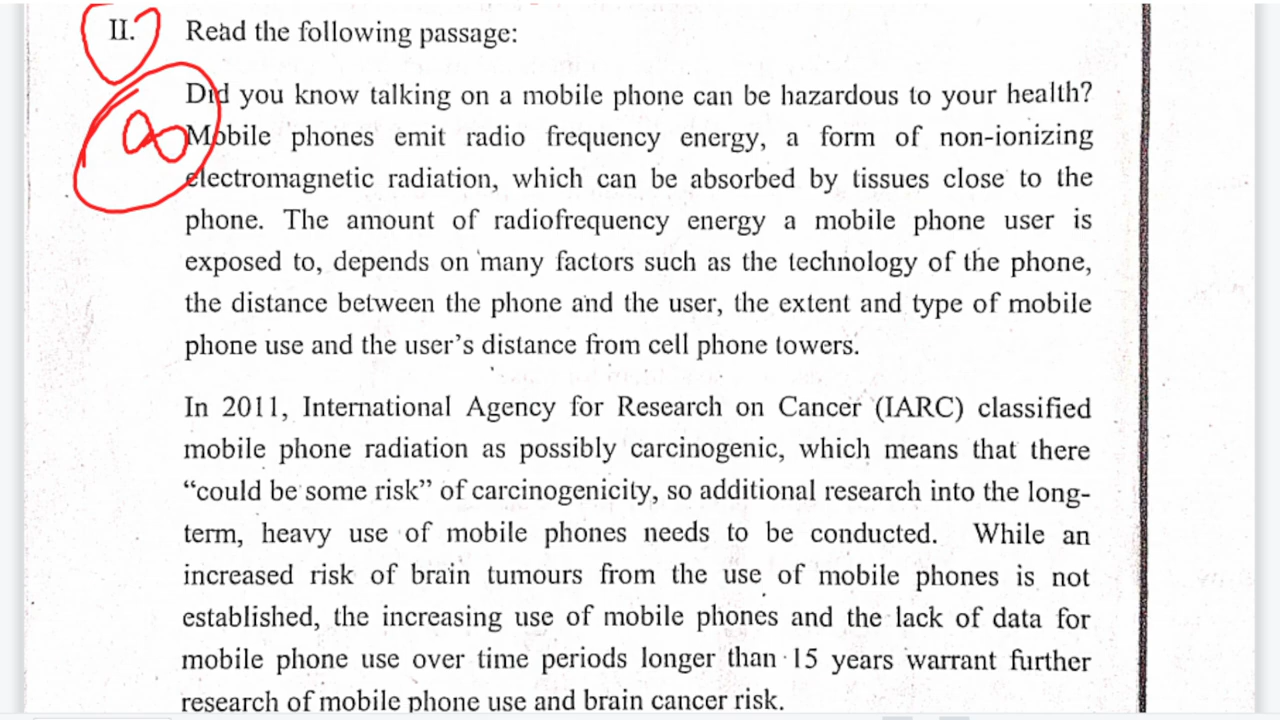 II. Read the following passage:
Did you know talking on a mobile phone can be hazardous to your health?
Mobile phones emit radio frequency energy, a form of non-ionizing
electromagnetic radiation, which can be absorbed by tissues close to the
phone. The amount of radiofrequency energy a mobile phone user is
exposed to, depends on many factors such as the technology of the phone,
the distance between the phone and the user, the extent and type of mobile
phone use and the user's distance from cell phone towers.
In 2011, International Agency for Research on Cancer (IARC) classified
mobile phone radiation as possibly carcinogenic, which means that there
“could be some risk” of carcinogenicity, so additional research into the long-
term, heavy use of mobile phones needs to be conducted. While an
increased risk of brain tumours from the use of mobile phones is not
established, the increasing use of mobile phones and the lack of data for
mobile phone use over time periods longer than 15 years warrant further
research of mobile phone use and brain cancer risk.